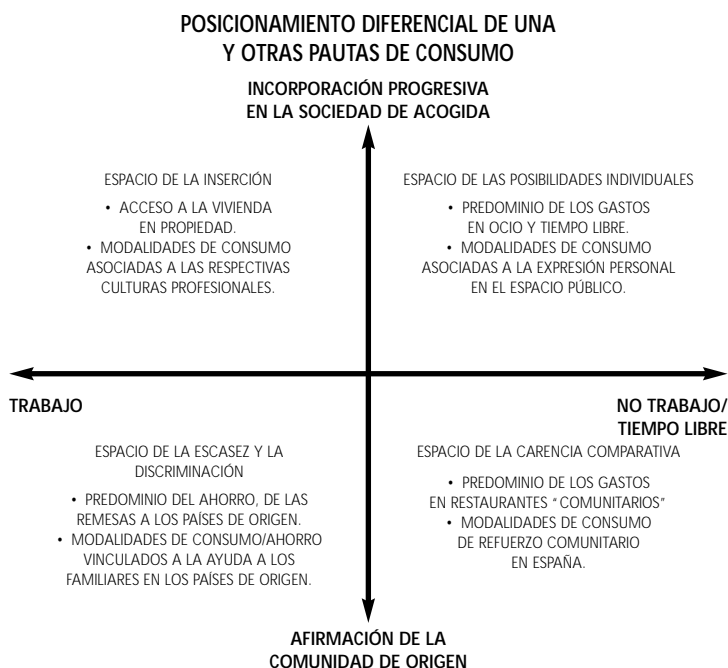 POSICIONAMIENTO DIFERENCIAL DE UNA
Y OTRAS PAUTAS DE CONSUMO
INCORPORACIÓN PROGRESIVA
EN LA SOCIEDAD DE ACOGIDA
ESPACIO DE LA INSERCIÓN
• ACCESO A LA VIVIENDA
EN PROPIEDAD.
• MODALIDADES DE CONSUMO
ASOCIADAS A LAS RESPECTIVAS
CULTURAS PROFESIONALES.
ESPACIO DE LAS POSIBILIDADES INDIVIDUALES
• PREDOMINIO DE LOS GASTOS
EN OCIO Y TIEMPO LIBRE.
• MODALIDADES DE CONSUMO
ASOCIADAS A LA EXPRESIÓN PERSONAL
EN EL ESPACIO PÚBLICO.
TRABAJO
NO TRABAJO/
TIEMPO LIBRE
ESPACIO DE LA ESCASEZ Y LA
DISCRIMINACIÓN
• PREDOMINIO DEL AHORRO, DE LAS
REMESAS A LOS PAÍSES DE ORIGEN.
• MODALIDADES DE CONSUMO/AHORRO
VINCULADOS A LA AYUDA A LOS
FAMILIARES EN LOS PAÍSES DE ORIGEN.
ESPACIO DE LA CARENCIA COMPARATIVA
• PREDOMINIO DE LOS GASTOS
EN RESTAURANTES “COMUNITARIOS”
• MODALIDADES DE CONSUMO
DE REFUERZO COMUNITARIO
EN ESPAÑA.
AFIRMACIÓN DE LA
COMUNIDAD DE ORIGEN